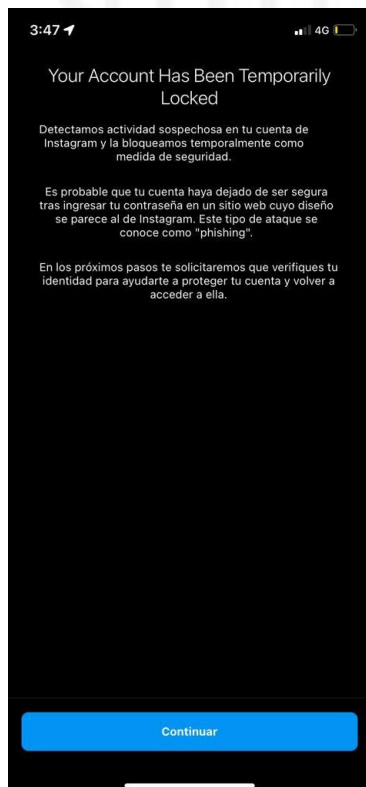 3:47
4G
Your Account Has Been Temporarily
Locked
Detectamos actividad sospechosa en tu cuenta de
Instagram y la bloqueamos temporalmente como
medida de seguridad.
Es probable que tu cuenta haya dejado de ser segura
tras ingresar tu contraseña en un sitio web cuyo diseño
se parece al de Instagram. Este tipo de ataque se
conoce como "phishing".
En los próximos pasos te solicitaremos que verifiques tu
identidad para ayudarte a proteger tu cuenta y volver a
acceder a ella.
Continuar